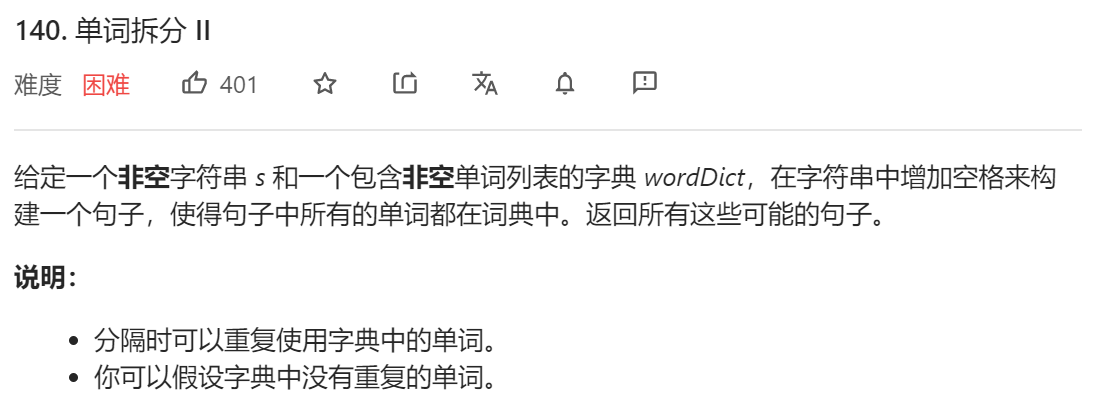 140. 单词拆分 II
难度 困难 401
给定一个非空字符串 s 和一个包含非空单词列表的字典 wordDict，在字符串中增加空格来构
建一个句子，使得句子中所有的单词都在词典中。返回所有这些可能的句子。
说明：
• 分隔时可以重复使用字典中的单词。
• 你可以假设字典中没有重复的单词。